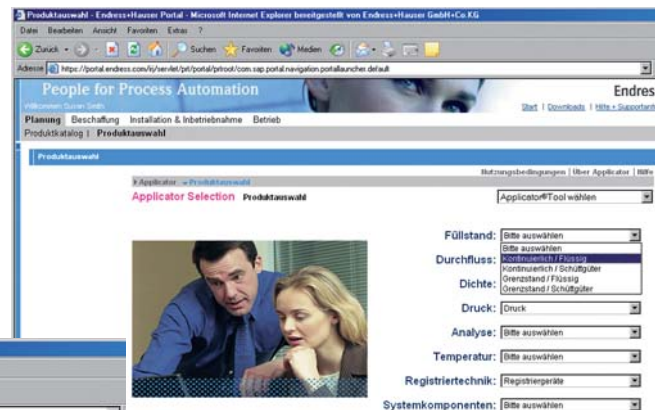 Produktauswahl - Endress+Hauser Portal - Microsoft Internet Explorer bereitgestellt von Endress+Hauser GmbH+Co.KG
Datei Bearbeiten Ansicht Favoriten Extras ?
Zurück Suchen Favoriten Medien
Adresse https://portal.endress.com/irj/servlet/prt/portal/prtroot/com.sap.portal.navigation.portallauncher.default
People for Process Automation
Endres
Willkommen Susan Smith
Start | Downloads | Hilfe + Supportanfr
Planung Beschaffung Installation & Inbetriebnahme Betrieb
Produktkatalog | Produktauswahl
Produktauswahl
Nutzungsbedingungen | Über Applicator | Hilfe
Applicator Produktauswahl
Applicator Selection Produktauswahl
Applicator® Tool wählen
Füllstand: Bitte auswählen
Bitte auswählen
Durchfluss: Kontinuierlich / Flüssig
Kontinuierlich / Schüttgüter
Dichte: Grenzstand / Flüssig
Grenzstand / Schüttgüter
Druck: Druck
Analyse: Bitte auswählen
Temperatur: Bitte auswählen
Registriertechnik: Registriergeräte
Systemkomponenten: Bitte auswählen